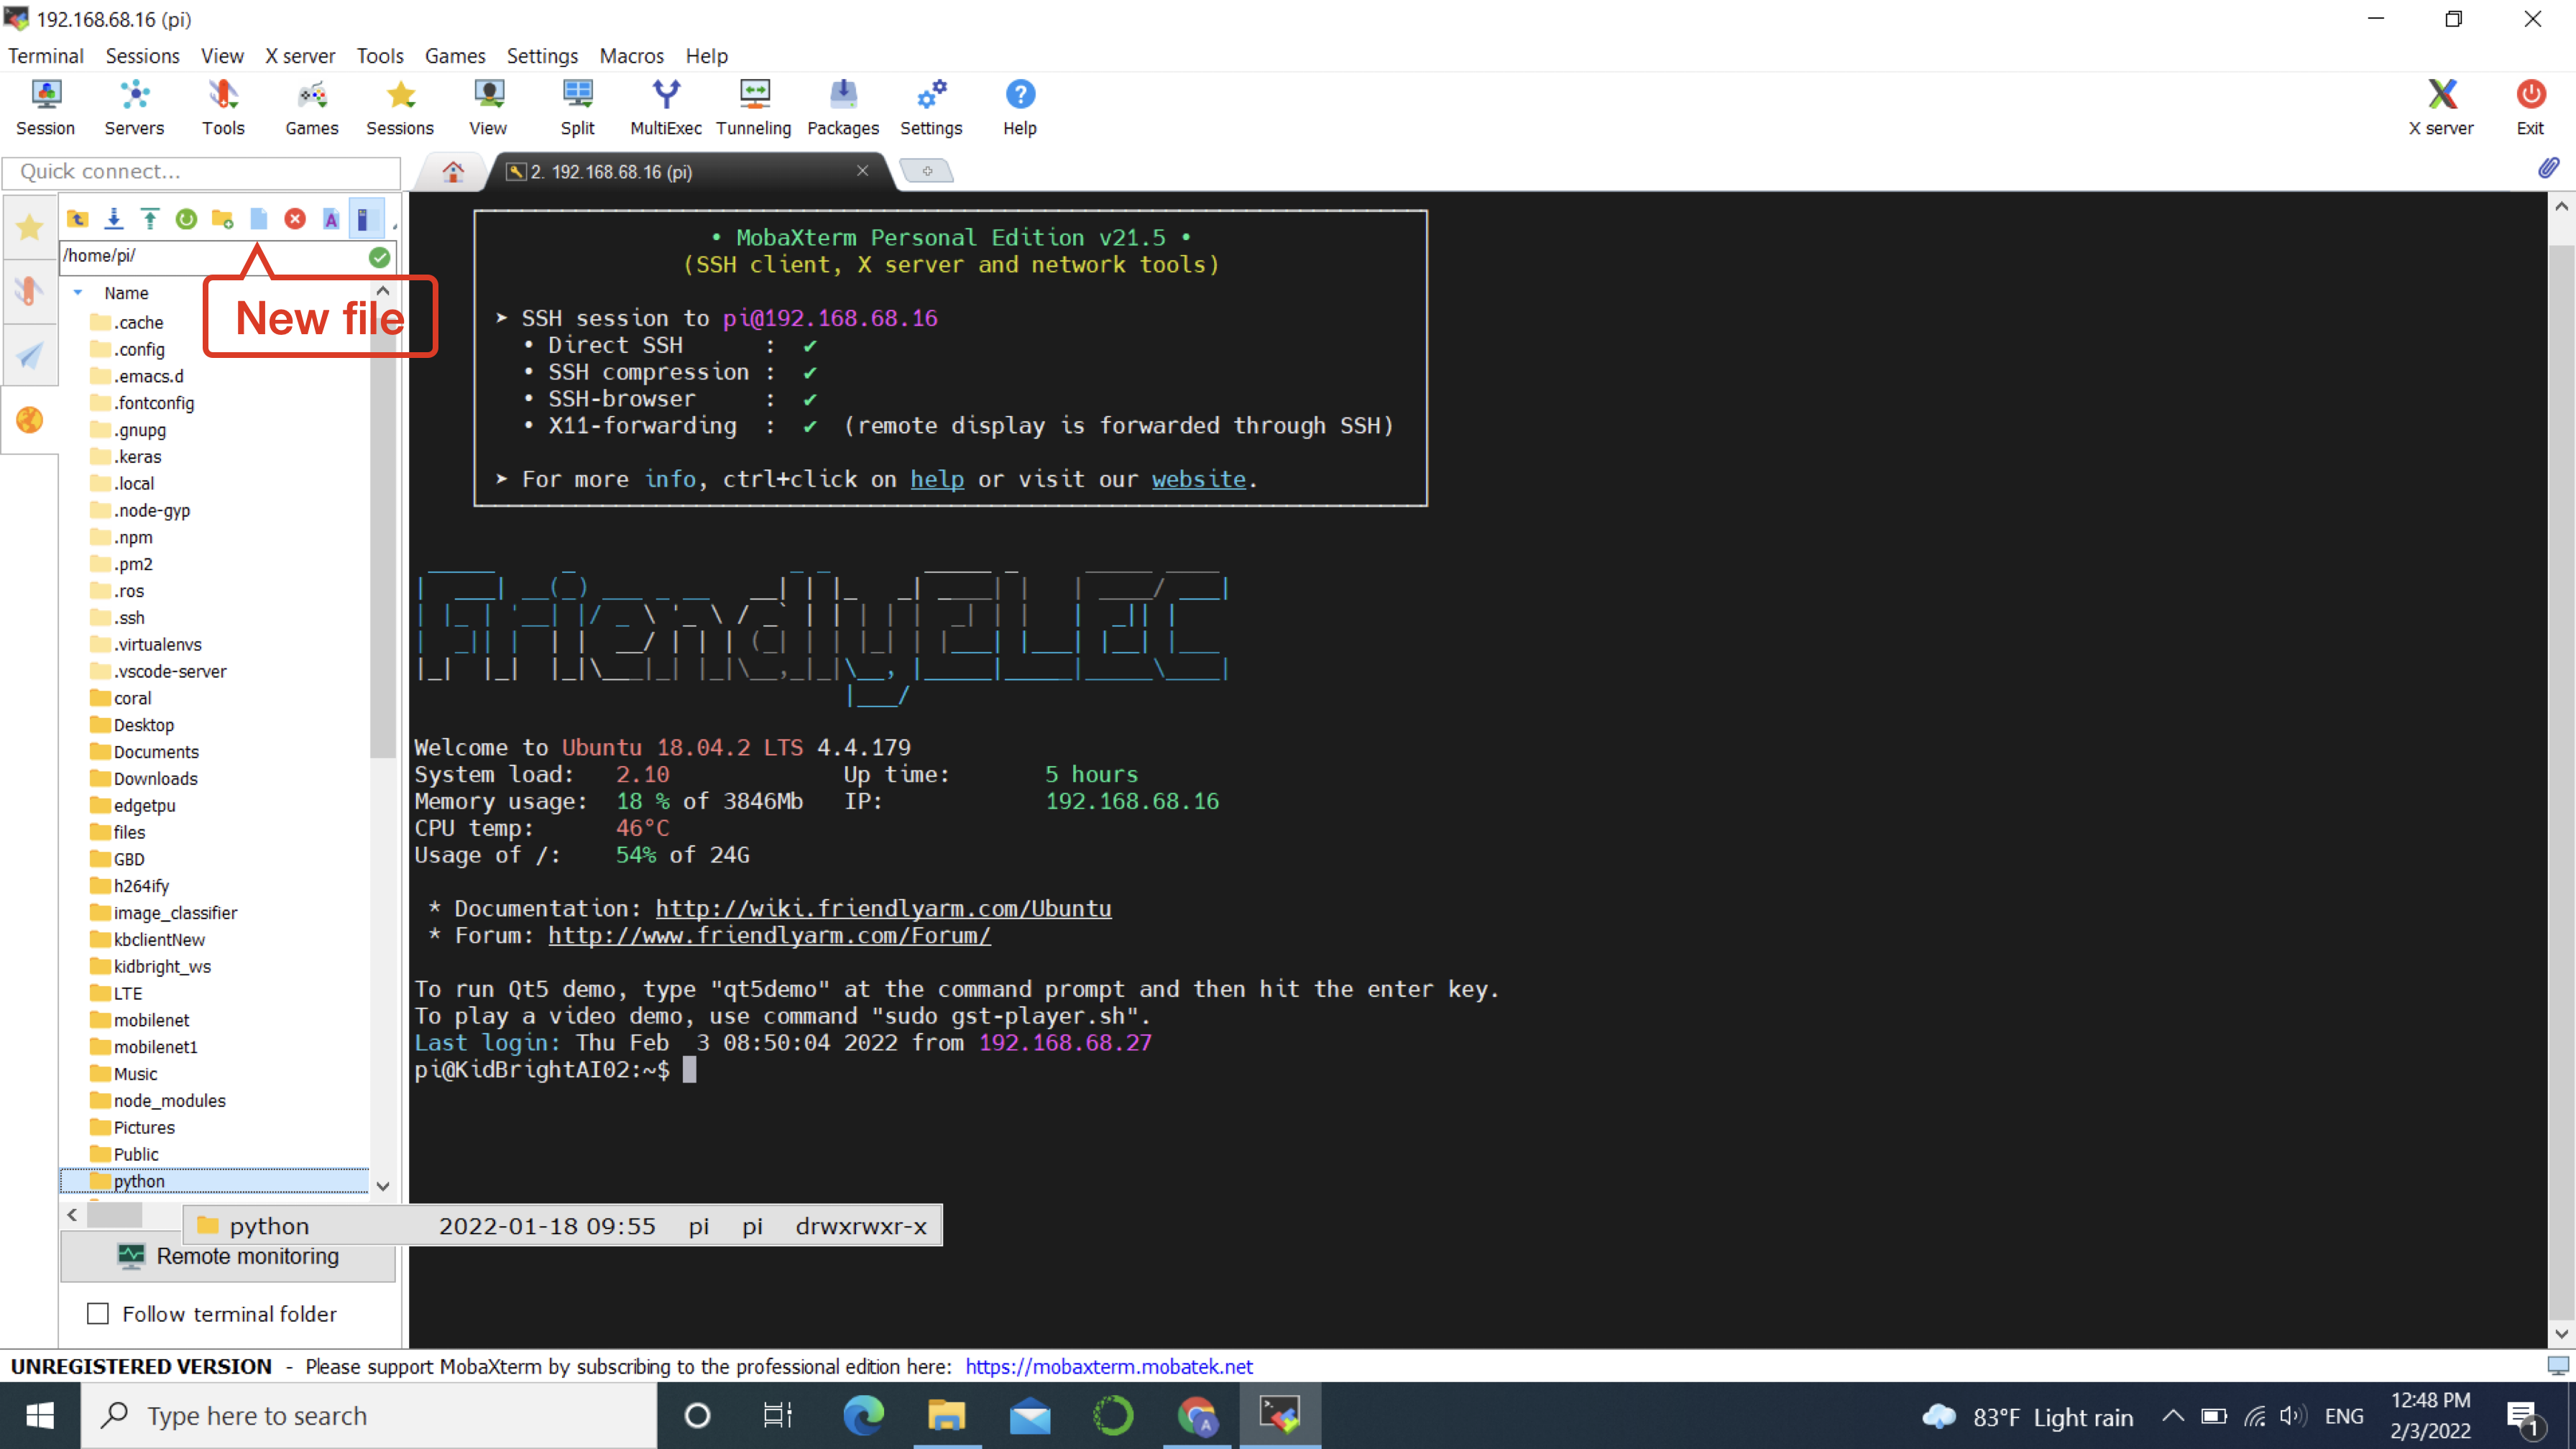 192.168.68.16 (pi)
Terminal Sessions View X server Tools Games Settings Macros Help
Session Servers Tools Games Sessions View Split MultiExec Tunneling Packages Settings Help X server Exit
Quick connect...
2. 192.168.68.16 (pi)
/home/pi/
New file
Name
.cache
.config
.emacs.d
.fontconfig
.gnupg
.keras
.local
.node-gyp
.npm
.pm2
.ros
.ssh
.virtualenvs
.vscode-server
coral
Desktop
Documents
Downloads
edgetpu
files
GBD
h264ify
image_classifier
kbclientNew
kidbright_ws
LTE
mobilenet
mobilenet1
Music
node_modules
Pictures
Public
python
python 2022-01-18 09:55 pi pi drwxrwxr-x
Remote monitoring
Follow terminal folder
• MobaXterm Personal Edition v21.5 •
(SSH client, X server and network tools)
➤ SSH session to pi@192.168.68.16
• Direct SSH : ✔
• SSH compression : ✔
• SSH-browser : ✔
• X11-forwarding : ✔ (remote display is forwarded through SSH)
➤ For more info, ctrl+click on help or visit our website.
FriendlyELEC
Welcome to Ubuntu 18.04.2 LTS 4.4.179
System load: 2.10 Up time: 5 hours
Memory usage: 18 % of 3846Mb IP: 192.168.68.16
CPU temp: 46°C
Usage of /: 54% of 24G
* Documentation: http://wiki.friendlyarm.com/Ubuntu
* Forum: http://www.friendlyarm.com/Forum/
To run Qt5 demo, type "qt5demo" at the command prompt and then hit the enter key.
To play a video demo, use command "sudo gst-player.sh".
Last login: Thu Feb  3 08:50:04 2022 from 192.168.68.27
pi@KidBrightAI02:~$
UNREGISTERED VERSION - Please support MobaXterm by subscribing to the professional edition here: https://mobaxterm.mobatek.net
Type here to search
83°F Light rain
ENG
12:48 PM
2/3/2022
1